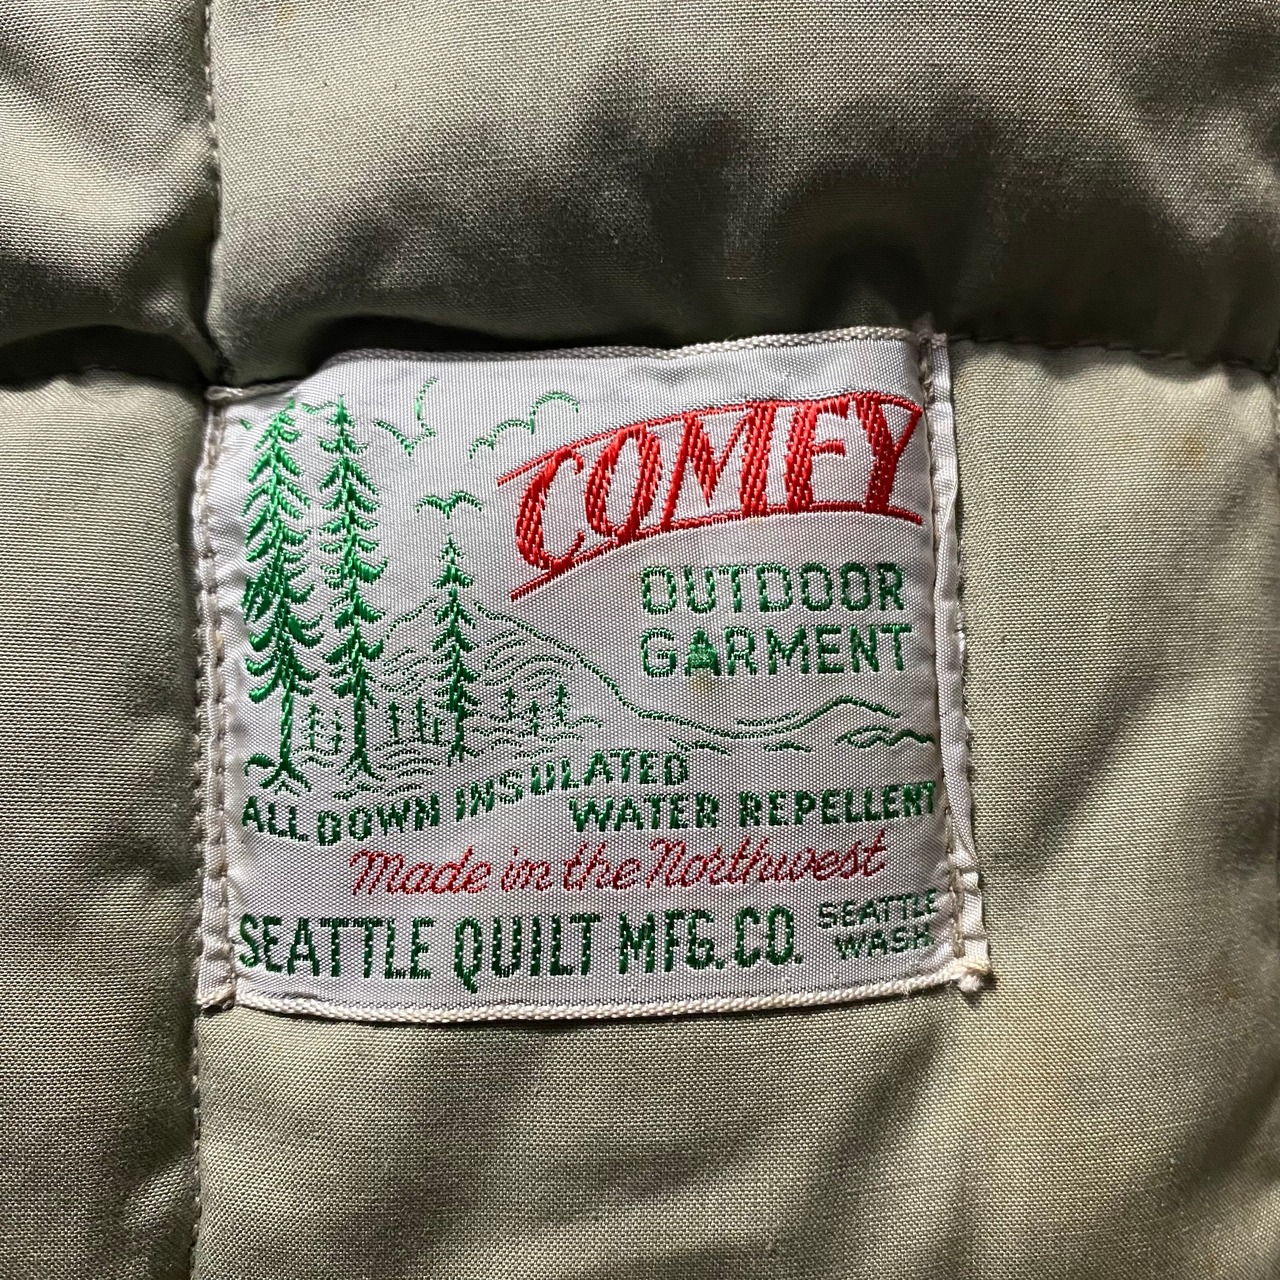 COMFY
OUTDOOR
GARMENT
ALL DOWN INSULATED
WATER REPELLENT
Made in the Northwest
SEATTLE QUILT MFG. CO.
SEATTLE
WASH.